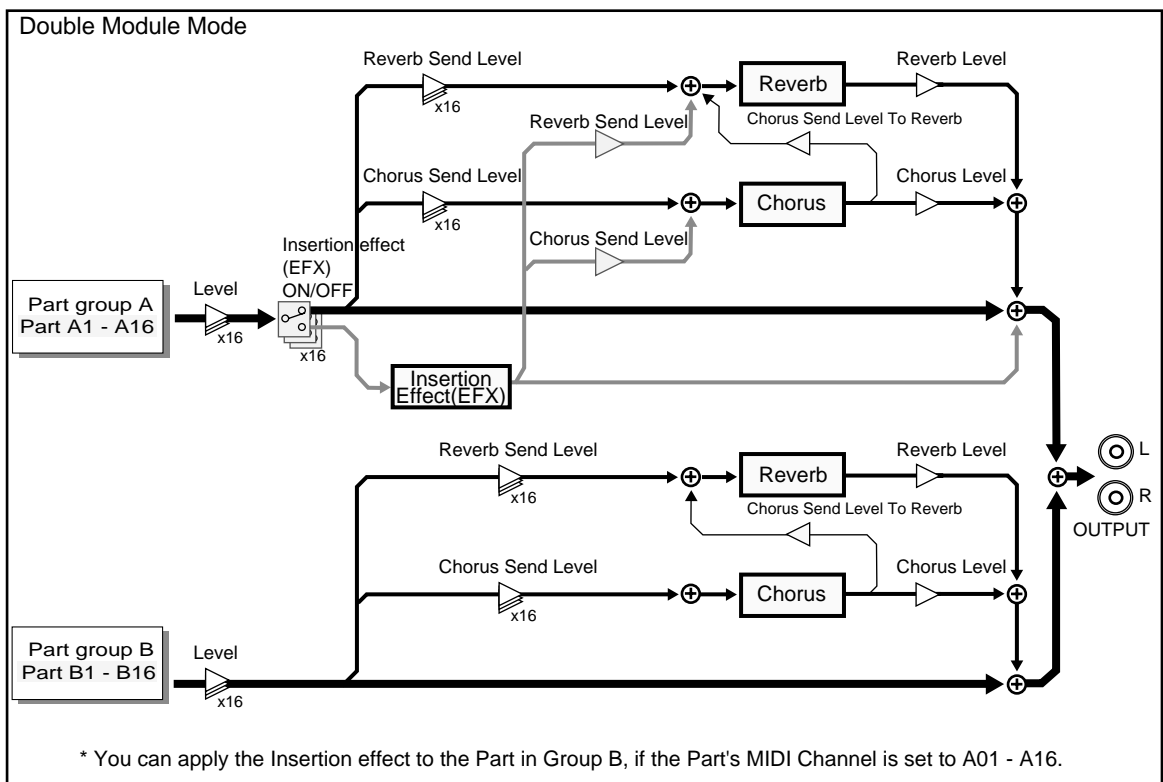 Double Module Mode
Reverb Send Level
x16
Reverb
Reverb Level
Reverb Send Level
Chorus Send Level To Reverb
Chorus Send Level
x16
Chorus
Chorus Level
Chorus Send Level
Insertion effect
(EFX)
ON/OFF
x16
Part group A
Part A1 - A16
Level
x16
Insertion
Effect(EFX)
Reverb Send Level
x16
Reverb
Reverb Level
Chorus Send Level To Reverb
L
R
OUTPUT
Chorus Send Level
x16
Chorus
Chorus Level
Part group B
Part B1 - B16
Level
x16
* You can apply the Insertion effect to the Part in Group B, if the Part's MIDI Channel is set to A01 - A16.